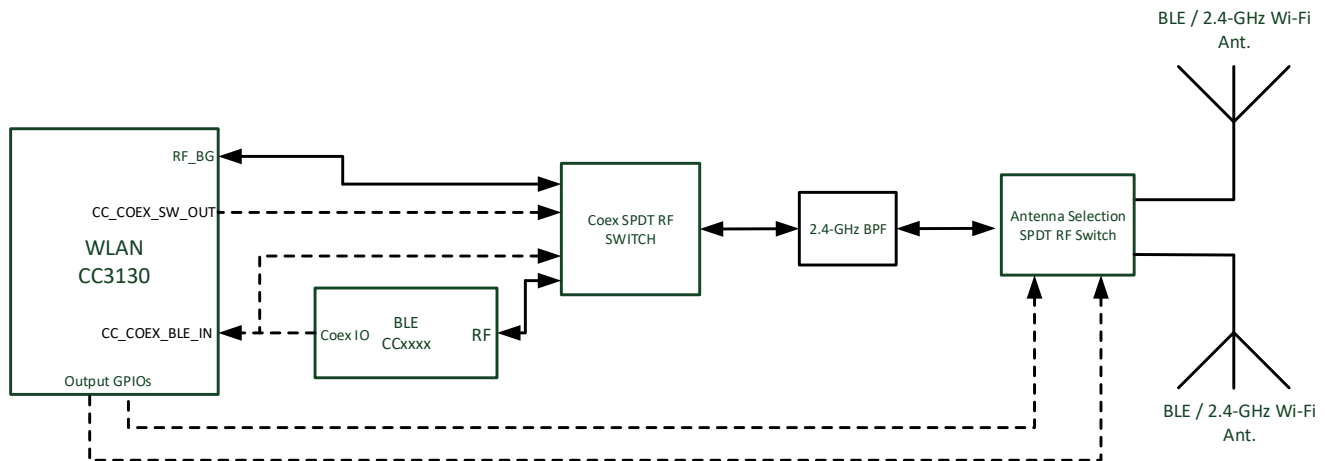 BLE / 2.4-GHz Wi-Fi
Ant.
RF_BG
CC_COEX_SW_OUT
WLAN
CC3130
CC_COEX_BLE_IN
Output GPIOs
Coex IO
BLE
CCxxxx
RF
Coex SPDT RF
SWITCH
2.4-GHz BPF
Antenna Selection
SPDT RF Switch
BLE / 2.4-GHz Wi-Fi
Ant.